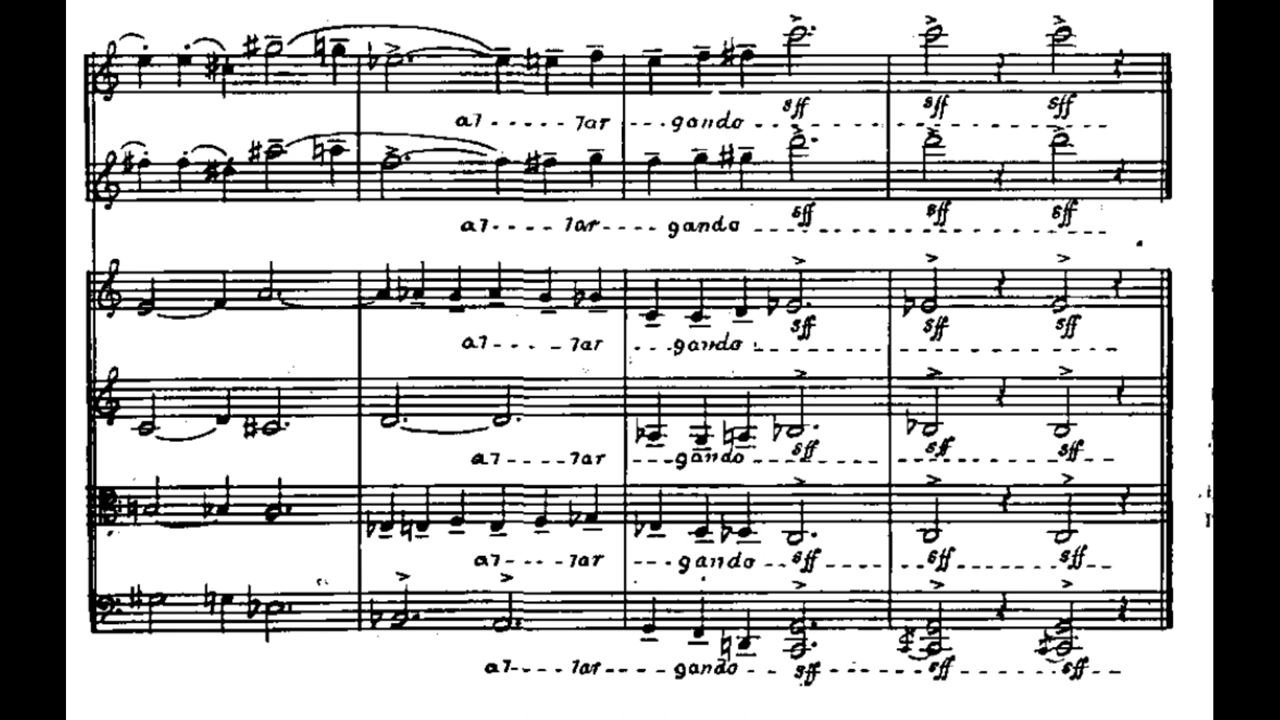 sff sff sff
al - - - - - lar - - - gando - - - - - - - - - - - - - - - - - -
sff sff sff
al - - - - lar - - - - gando - - - - - - - - - - - - - - - - - -
sff sff sff
al - - - - lar - - - gando - - - - - - - - - - - - - - - - - -
sff sff sff
al - - - - lar - - - gando - - - - - - - - - - - - - - - - - -
al - - - - lar - - - gando - - sff - - - - - sff - - - - - sff - -
al - - - - lar - - - - gando - - sff - - - - - sff - - - - - sff - -